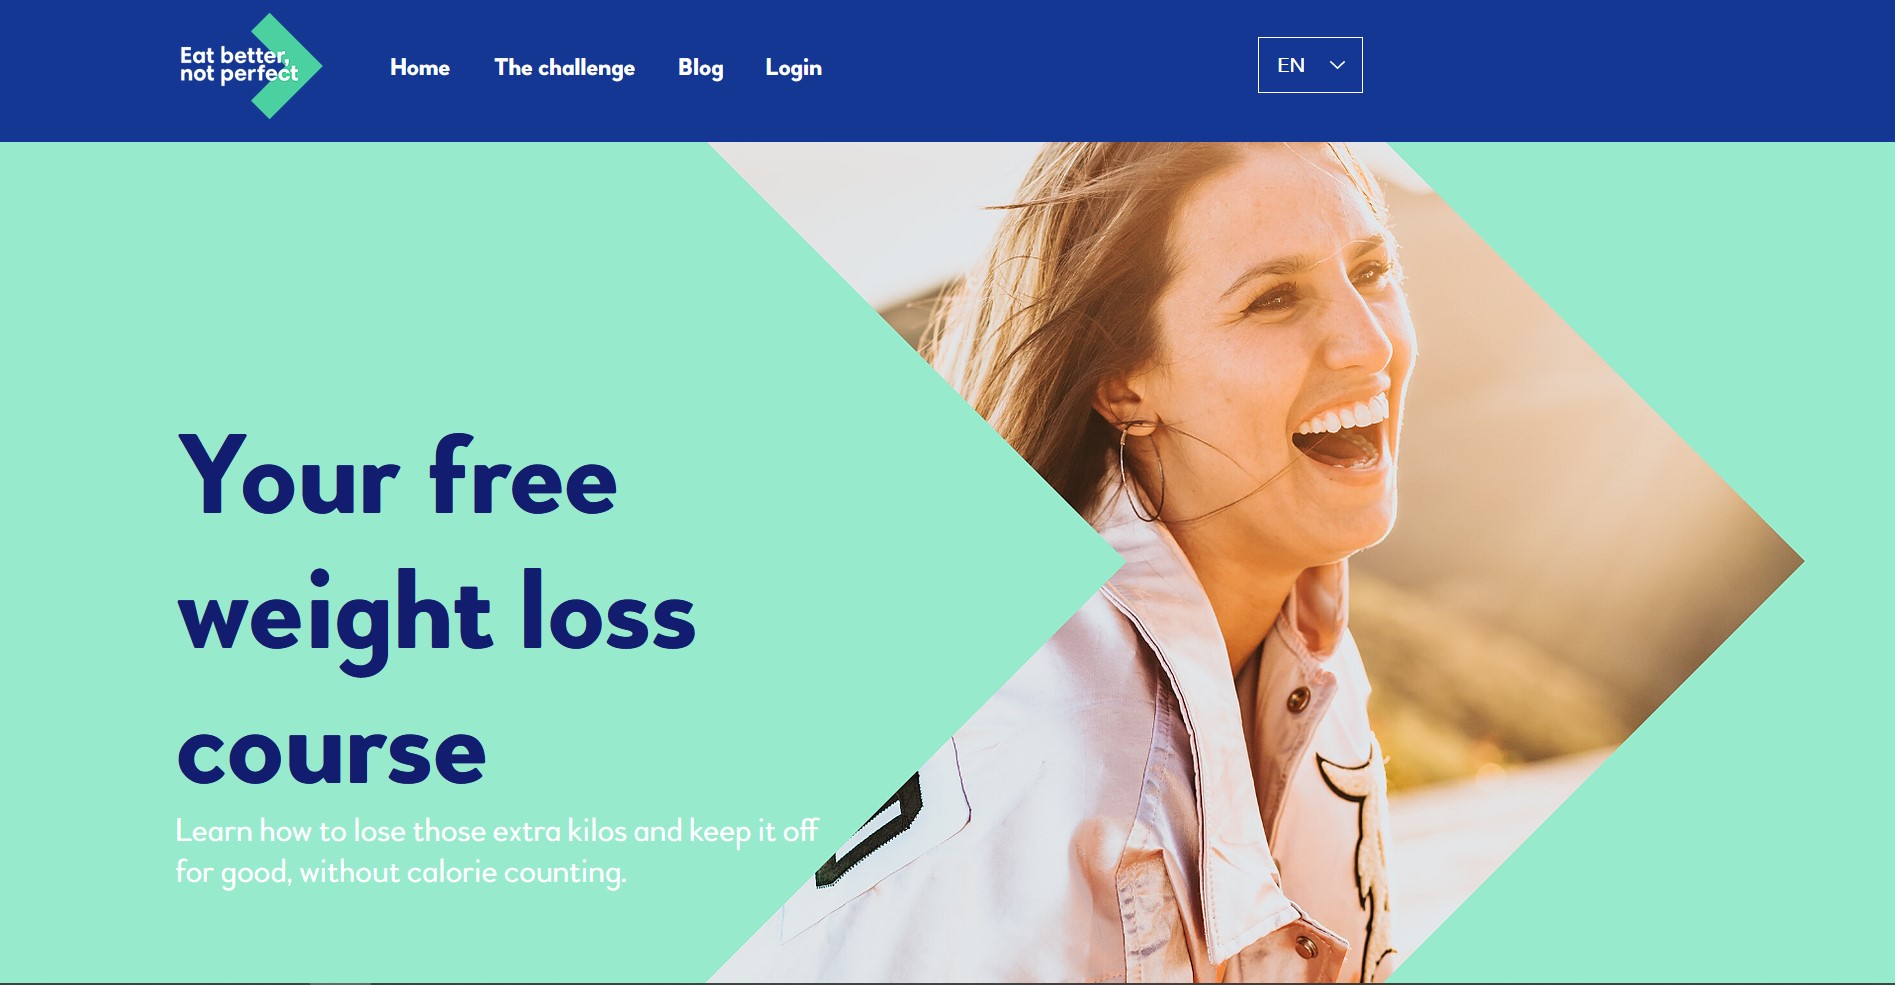 Eat better,
not perfect
Home
The challenge
Blog
Login
EN
Your free
weight loss
course
Learn how to lose those extra kilos and keep it off
for good, without calorie counting.